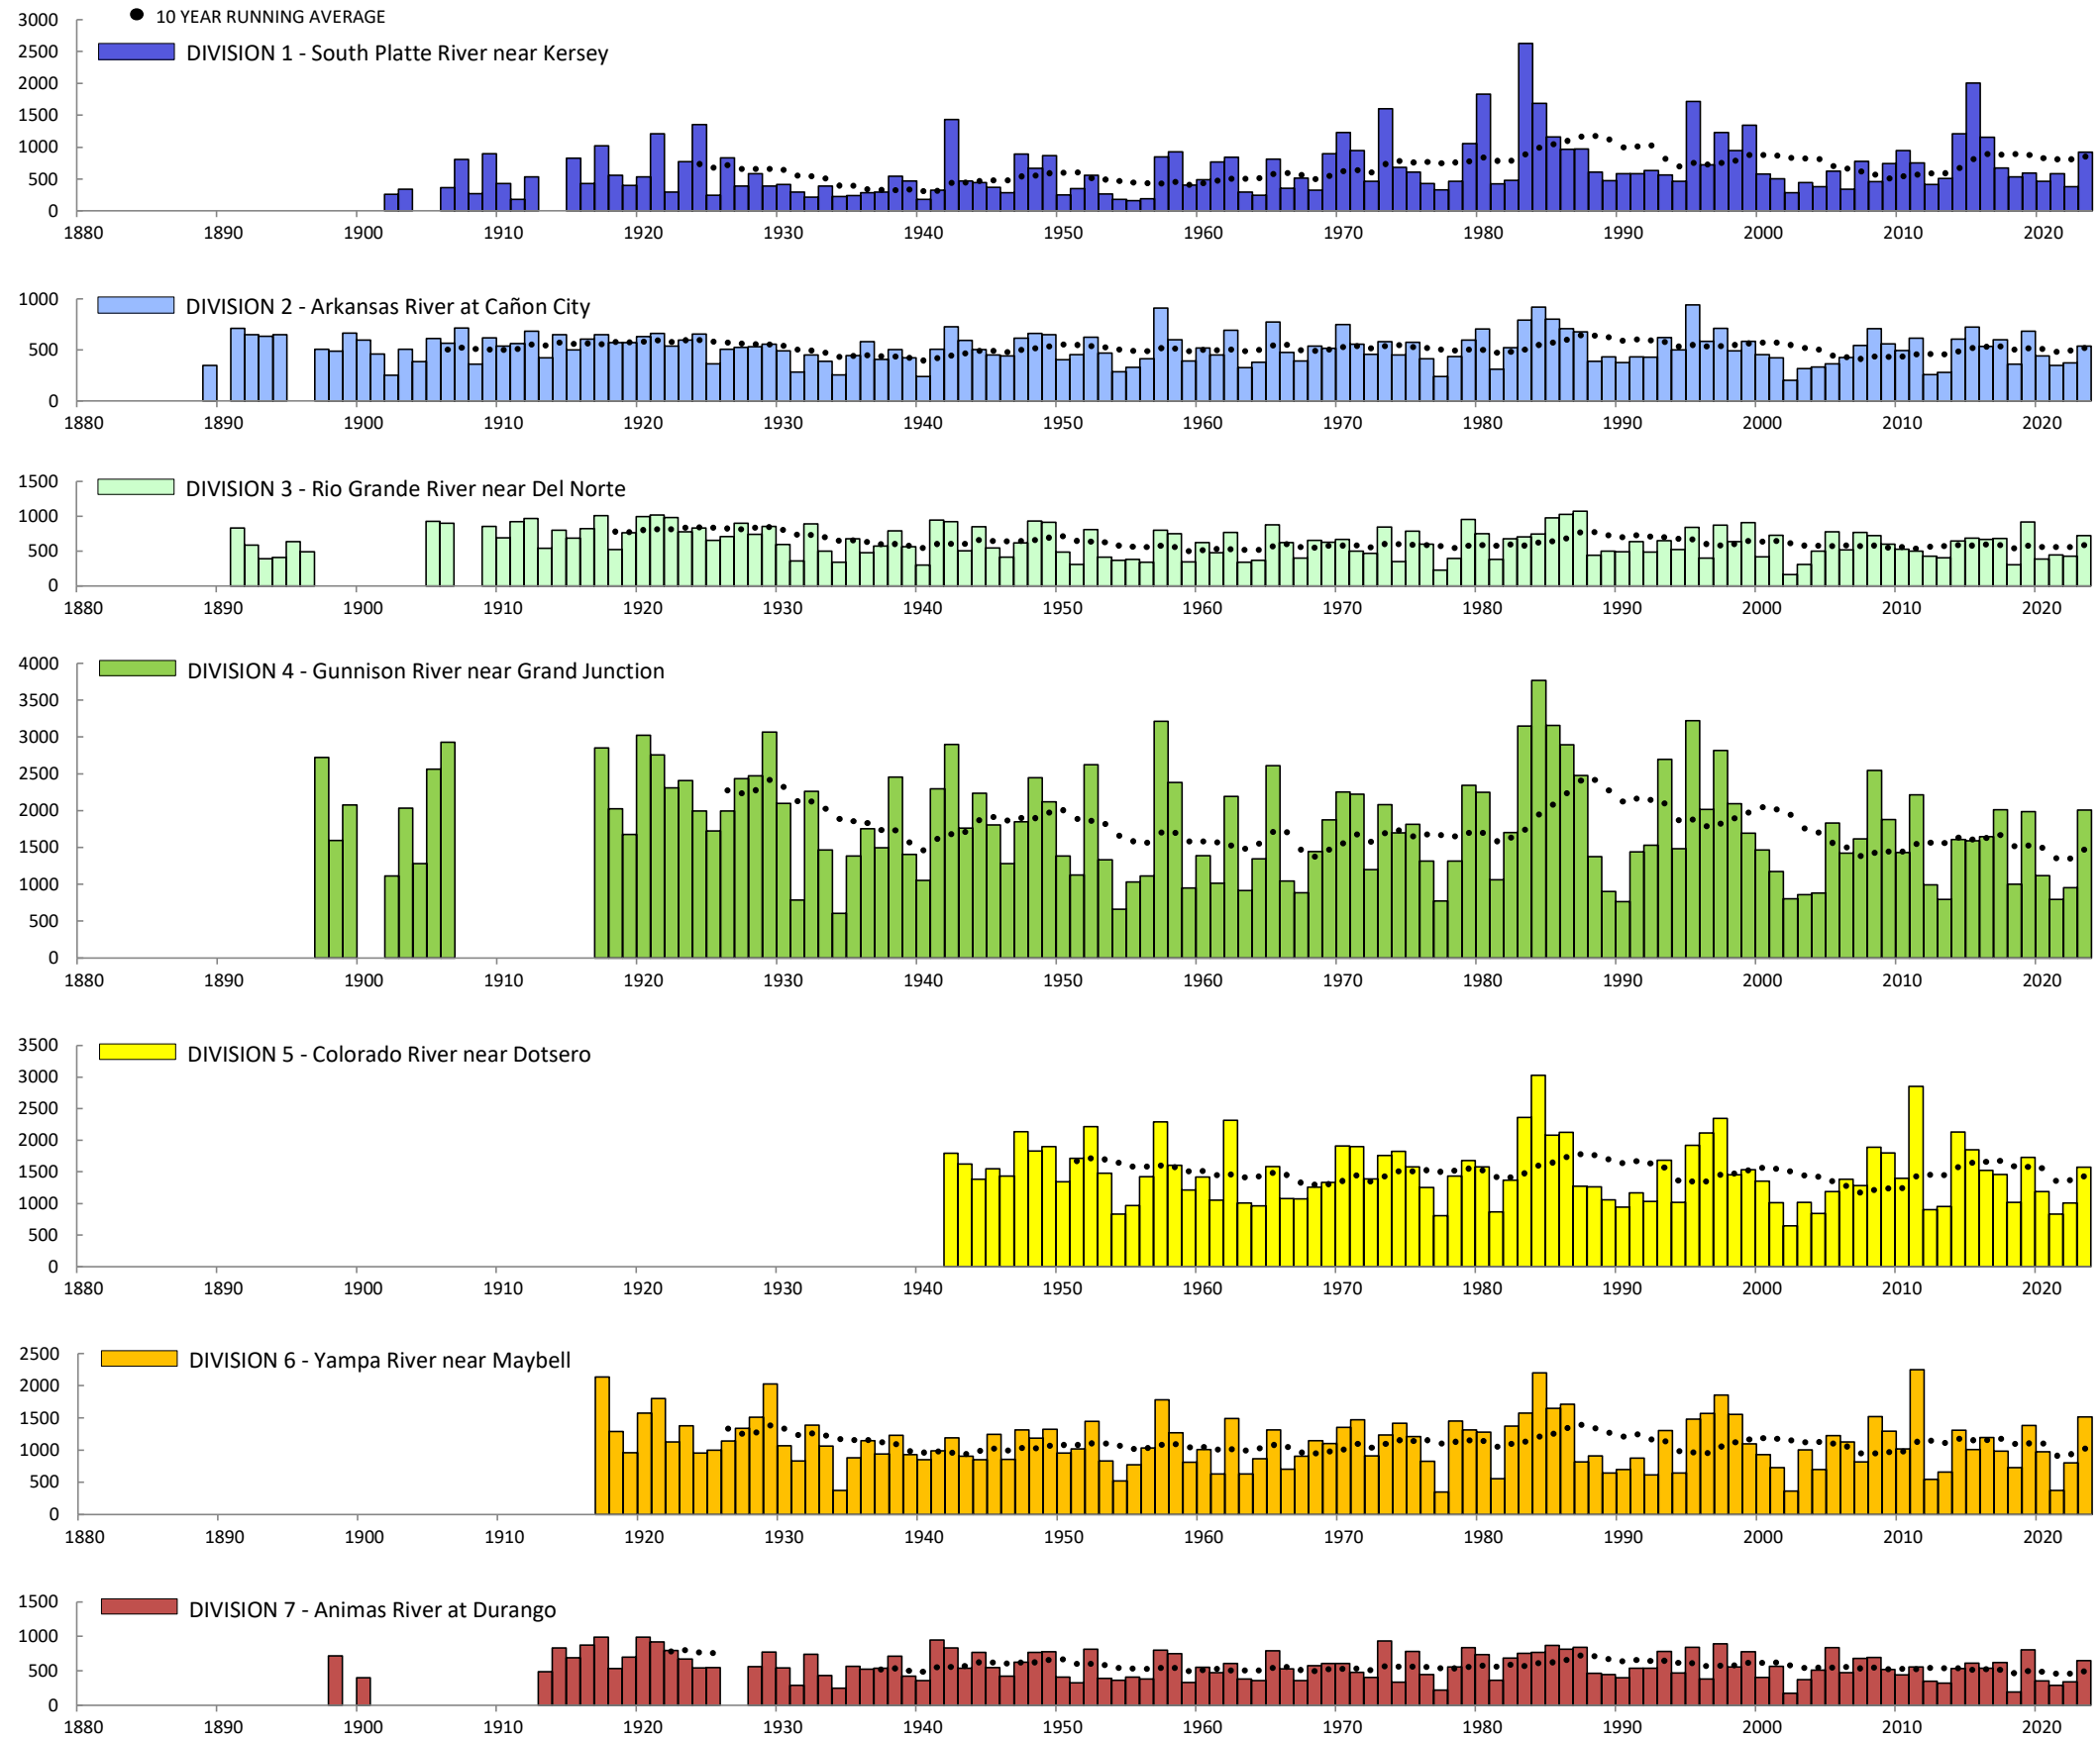 10 YEAR RUNNING AVERAGE
3000
2500
2000
1500
1000
500
0
DIVISION 1 - South Platte River near Kersey
1880 1890 1900 1910 1920 1930 1940 1950 1960 1970 1980 1990 2000 2010 2020
1000
500
0
DIVISION 2 - Arkansas River at Cañon City
1880 1890 1900 1910 1920 1930 1940 1950 1960 1970 1980 1990 2000 2010 2020
1500
1000
500
0
DIVISION 3 - Rio Grande River near Del Norte
1880 1890 1900 1910 1920 1930 1940 1950 1960 1970 1980 1990 2000 2010 2020
4000
3500
3000
2500
2000
1500
1000
500
0
DIVISION 4 - Gunnison River near Grand Junction
1880 1890 1900 1910 1920 1930 1940 1950 1960 1970 1980 1990 2000 2010 2020
3500
3000
2500
2000
1500
1000
500
0
DIVISION 5 - Colorado River near Dotsero
1880 1890 1900 1910 1920 1930 1940 1950 1960 1970 1980 1990 2000 2010 2020
2500
2000
1500
1000
500
0
DIVISION 6 - Yampa River near Maybell
1880 1890 1900 1910 1920 1930 1940 1950 1960 1970 1980 1990 2000 2010 2020
1500
1000
500
0
DIVISION 7 - Animas River at Durango
1880 1890 1900 1910 1920 1930 1940 1950 1960 1970 1980 1990 2000 2010 2020